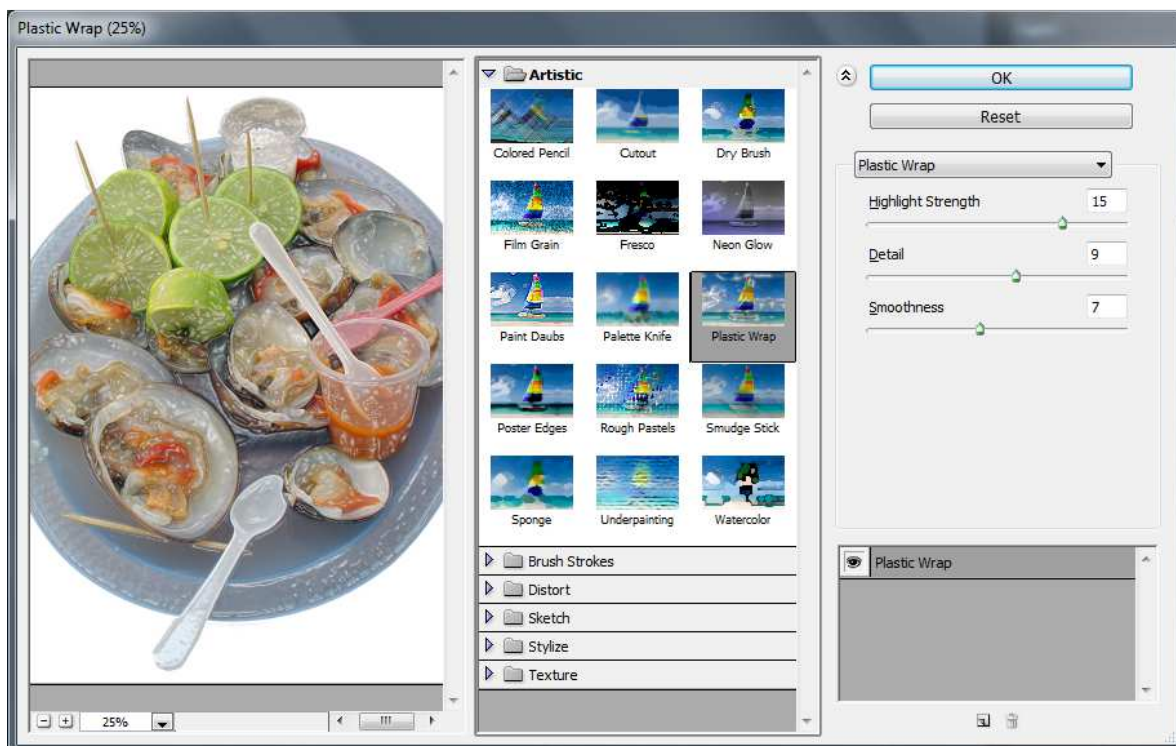 Plastic Wrap (25%)
Artistic
Colored Pencil
Cutout
Dry Brush
Film Grain
Fresco
Neon Glow
Paint Daubs
Palette Knife
Plastic Wrap
Poster Edges
Rough Pastels
Smudge Stick
Sponge
Underpainting
Watercolor
Brush Strokes
Distort
Sketch
Stylize
Texture
25%
OK
Reset
Plastic Wrap
Highlight Strength 15
Detail 9
Smoothness 7
Plastic Wrap